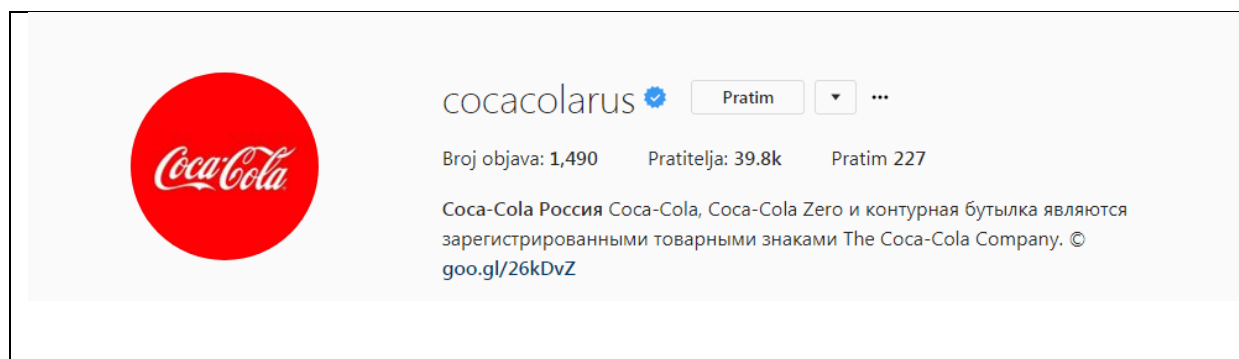 Coca-Cola
cocacolarus Pratim
Broj objava: 1,490 Pratitelja: 39.8k Pratim 227
Coca-Cola Россия Coca-Cola, Coca-Cola Zero и контурная бутылка являются
зарегистрированными товарными знаками The Coca-Cola Company. ©
goo.gl/26kDvZ